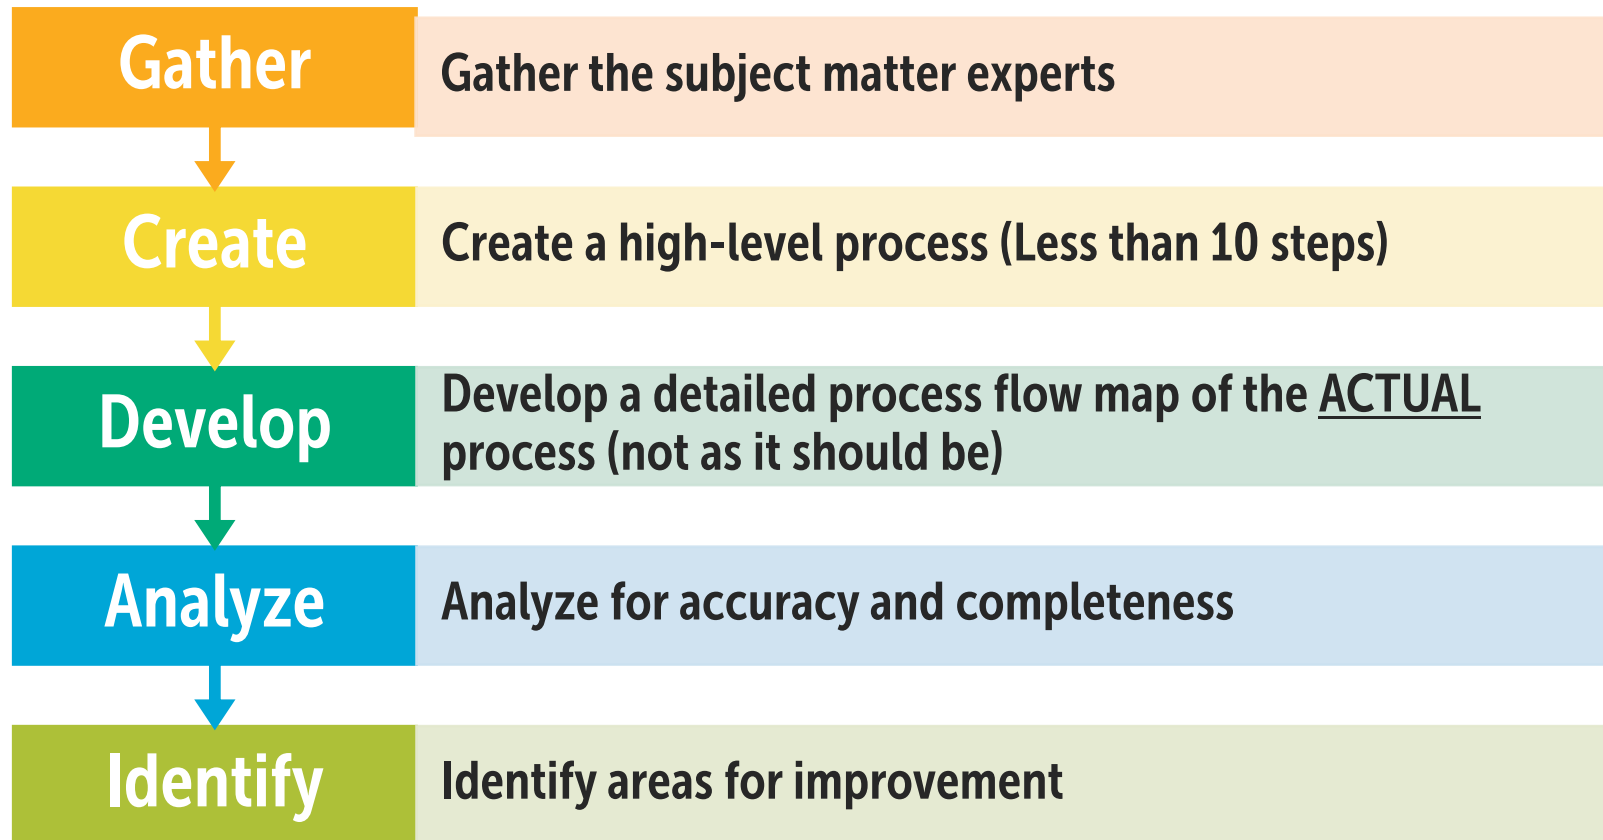 Gather
Gather the subject matter experts
Create
Create a high-level process (Less than 10 steps)
Develop
Develop a detailed process flow map of the ACTUAL
process (not as it should be)
Analyze
Analyze for accuracy and completeness
Identify
Identify areas for improvement